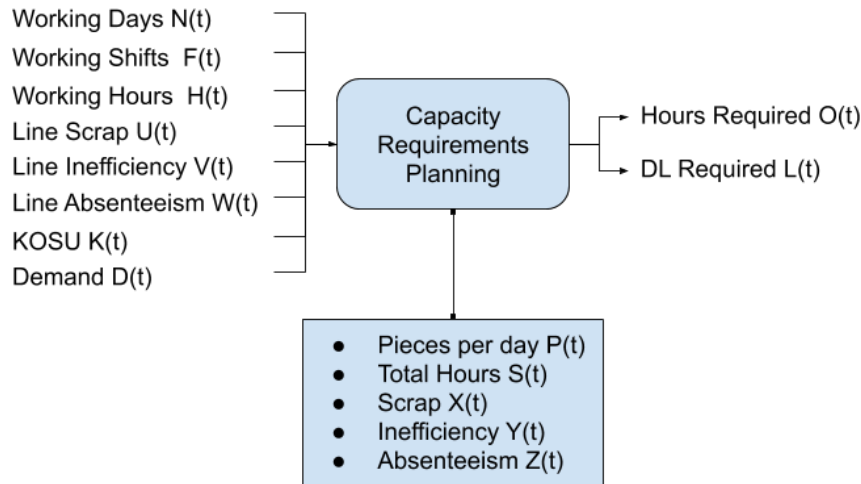 Working Days N(t)
Working Shifts F(t)
Working Hours H(t)
Line Scrap U(t)
Line Inefficiency V(t)
Line Absenteeism W(t)
KOSU K(t)
Demand D(t)
Capacity
Requirements
Planning
Hours Required O(t)
DL Required L(t)
● Pieces per day P(t)
● Total Hours S(t)
● Scrap X(t)
● Inefficiency Y(t)
● Absenteeism Z(t)